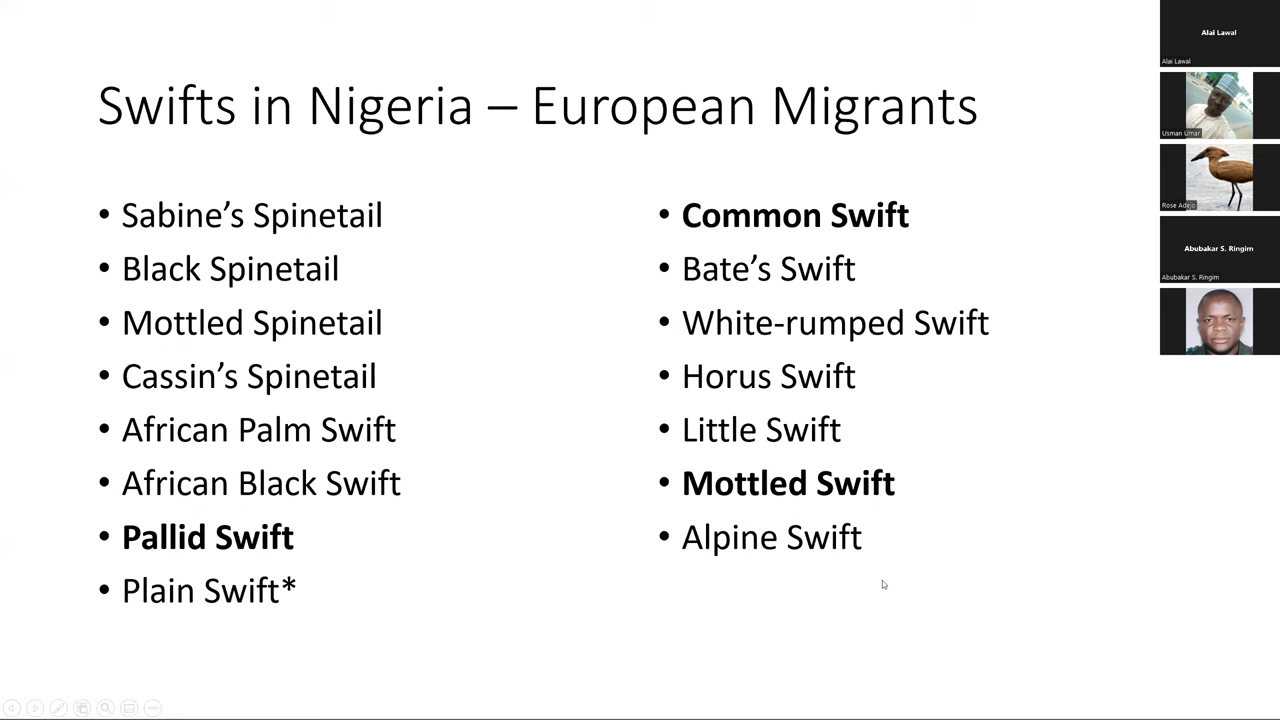 Swifts in Nigeria – European Migrants
• Sabine’s Spinetail
• Black Spinetail
• Mottled Spinetail
• Cassin’s Spinetail
• African Palm Swift
• African Black Swift
• Pallid Swift
• Plain Swift*
• Common Swift
• Bate’s Swift
• White-rumped Swift
• Horus Swift
• Little Swift
• Mottled Swift
• Alpine Swift
Alai Lawal
Alai Lawal
Usman Umar
Rose Adejo
Abubakar S. Ringim
Abubakar S. Ringim